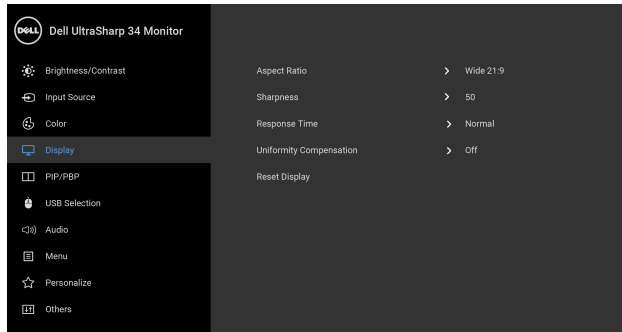 DELL Dell UltraSharp 34 Monitor
Brightness/Contrast
Input Source
Color
Display
PIP/PBP
USB Selection
Audio
Menu
Personalize
Others
Aspect Ratio > Wide 21:9
Sharpness > 50
Response Time > Normal
Uniformity Compensation > Off
Reset Display